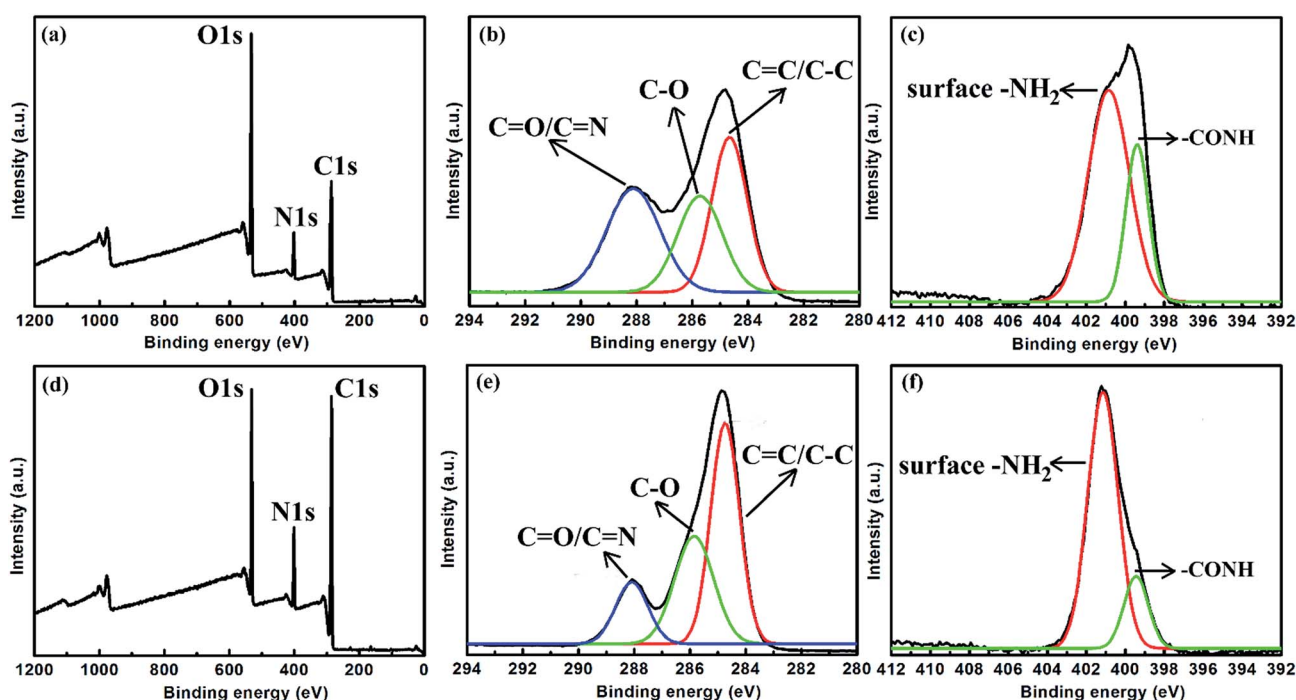 (a)
O1s
N1s
C1s
Intensity (a.u.)
1200 1000 800 600 400 200 0
Binding energy (eV)
(b)
C=O/C=N
C-O
C=C/C-C
Intensity (a.u.)
294 292 290 288 286 284 282 280
Binding energy (eV)
(c)
surface -NH₂
-CONH
Intensity (a.u.)
412 410 408 406 404 402 400 398 396 394 392
Binding energy (eV)
(d)
O1s
N1s
C1s
Intensity (a.u.)
1200 1000 800 600 400 200 0
Binding energy (eV)
(e)
C=O/C=N
C-O
C=C/C-C
Intensity (a.u.)
294 292 290 288 286 284 282 280
Binding energy (eV)
(f)
surface -NH₂
-CONH
Intensity (a.u.)
412 410 408 406 404 402 400 398 396 394 392
Binding energy (eV)